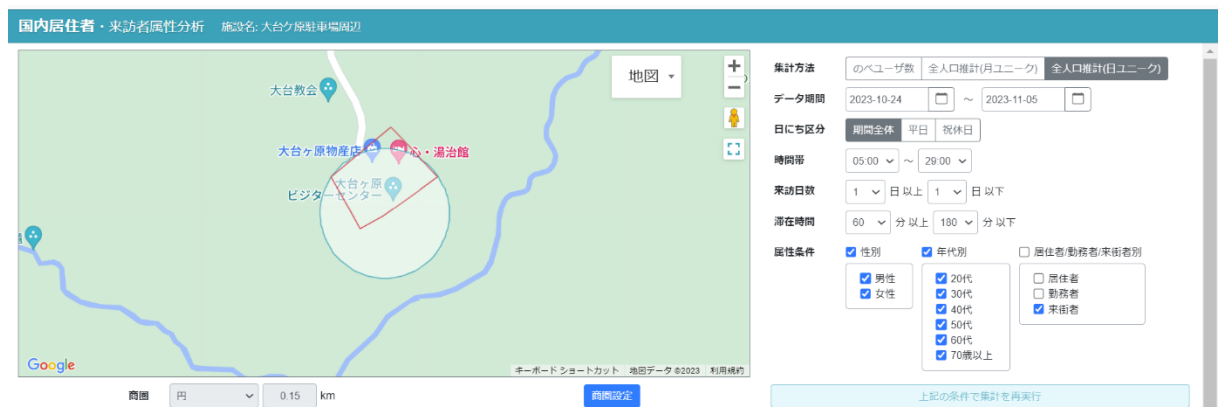 国内居住者・来訪者属性分析 施設名: 大台ケ原駐車場周辺
地図
大台教会
大台ヶ原物産店
心・湯治館
大台ヶ原
ビジターセンター
Google
キーボード ショートカット 地図データ ©2023 利用規約
商圏 円 0.15 km 商圏設定
集計方法 のべユーザ数 全人口推計(月ユニーク) 全人口推計(日ユニーク)
データ期間 2023-10-24 ~ 2023-11-05
日にち区分 期間全体 平日 祝休日
時間帯 05:00 ~ 29:00
来訪日数 1 日 以上 1 日 以下
滞在時間 60 分 以上 180 分 以下
属性条件 性別 年代別 居住者/勤務者/来街者別
男性 20代 居住者
女性 30代 勤務者
40代 来街者
50代
60代
70歳以上
上記の条件で集計を再実行